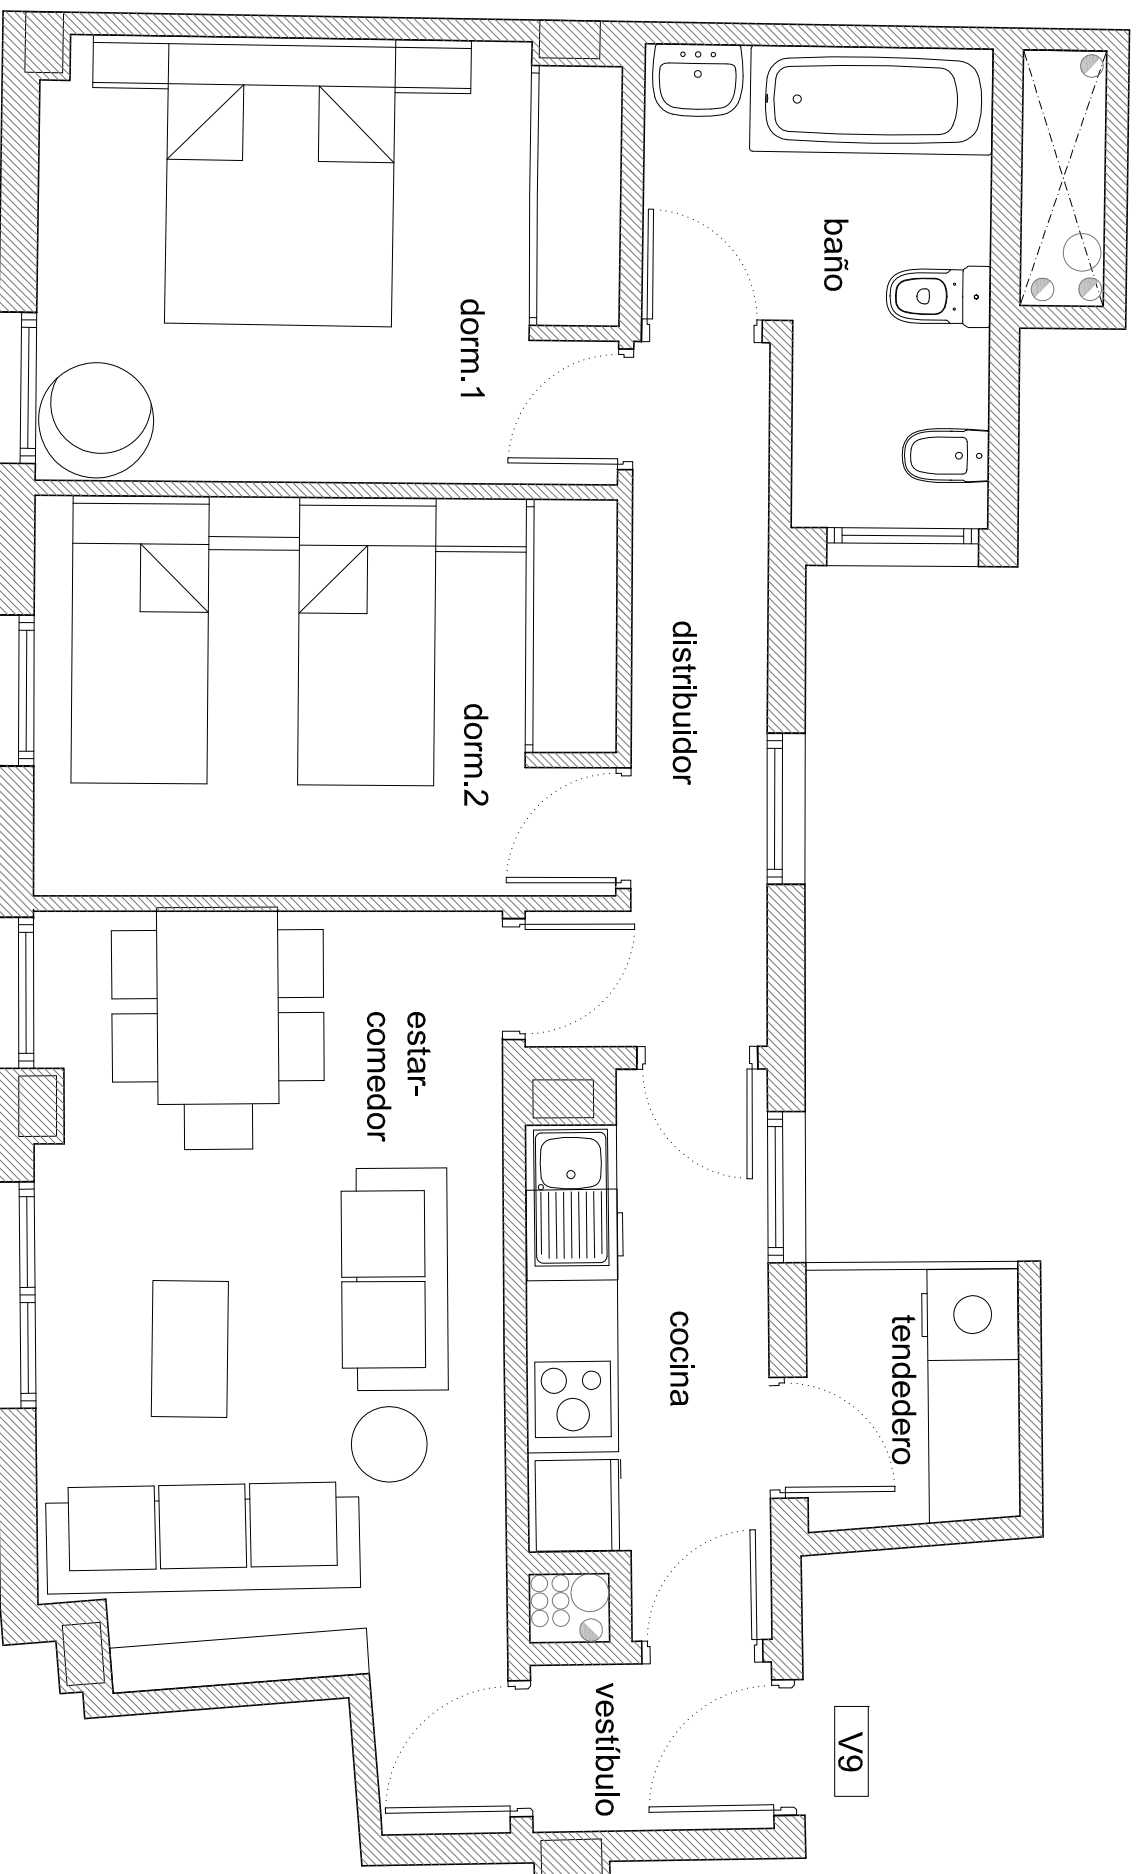 baño
dorm.1
distribuidor
dorm.2
estar-
comedor
cocina
tendedero
vestíbulo
V9